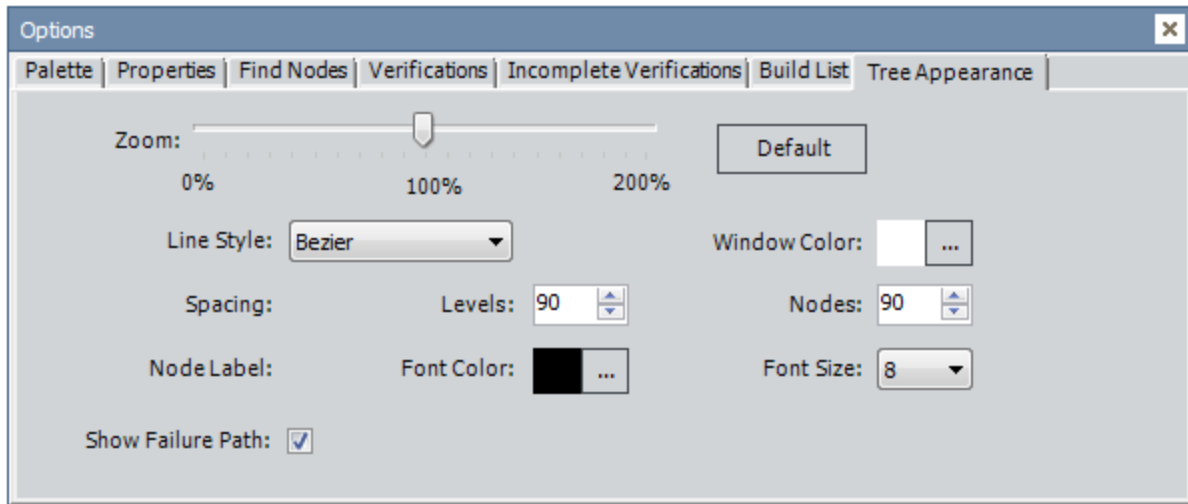 Options
Palette Properties Find Nodes Verifications Incomplete Verifications Build List Tree Appearance
Zoom: Default
0% 100% 200%
Line Style: Bezier Window Color: ...
Spacing: Levels: 90 Nodes: 90
Node Label: Font Color: ... Font Size: 8
Show Failure Path: